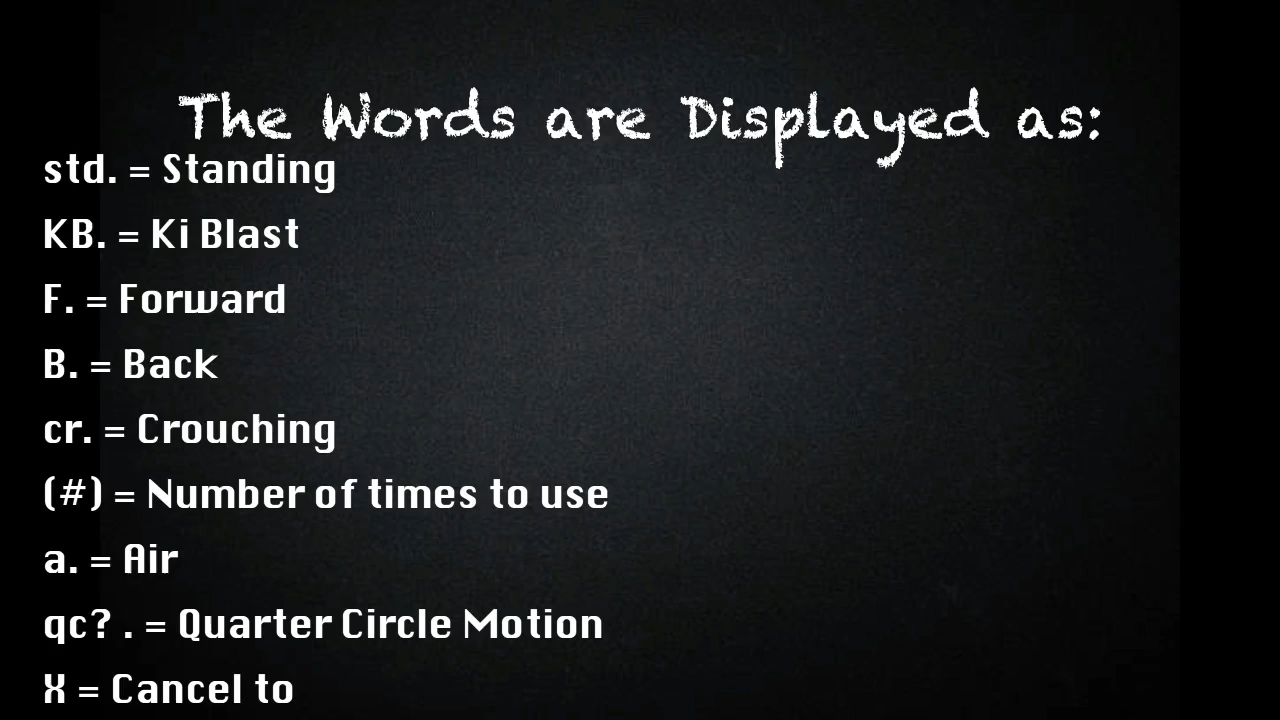 The Words are Displayed as:
std. = Standing
KB. = Ki Blast
F. = Forward
B. = Back
cr. = Crouching
(#) = Number of times to use
a. = Air
qc? . = Quarter Circle Motion
X = Cancel to